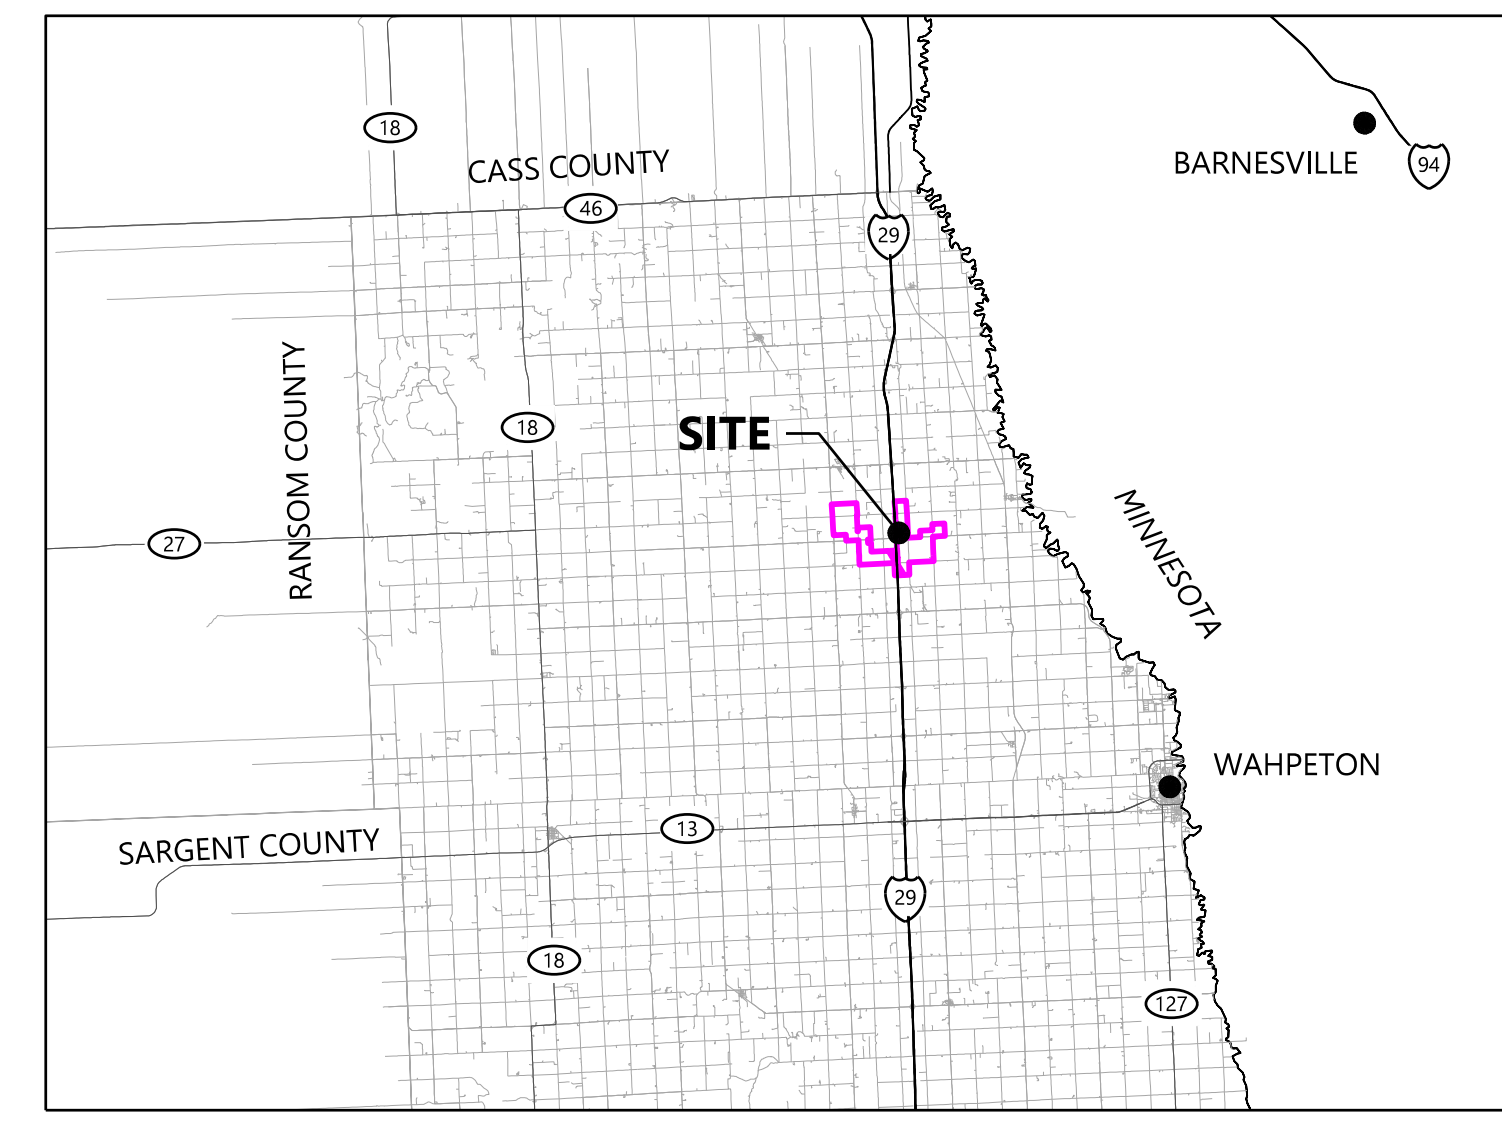 18
CASS COUNTY
BARNESVILLE
94
46
29
RANSOM COUNTY
18
SITE
27
MINNESOTA
WAHPETON
SARGENT COUNTY
13
29
18
127